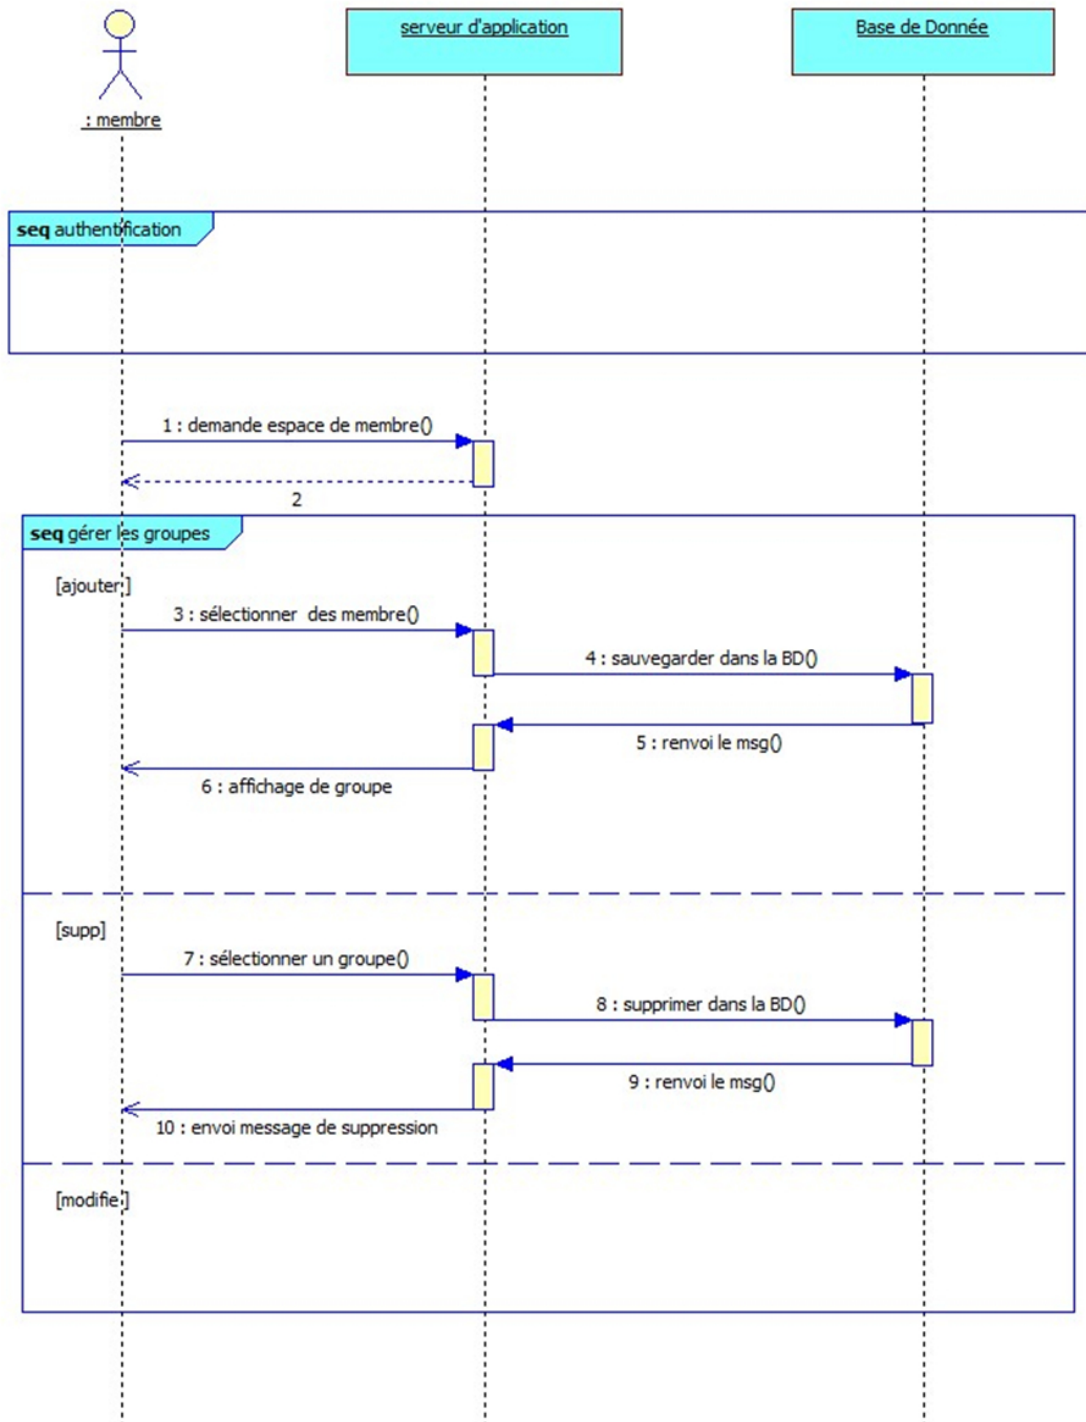 : membre
serveur d'application
Base de Donnée
seq authentification
1 : demande espace de membre()
2
seq gérer les groupes
[ajouter ]
3 : sélectionner  des membre()
4 : sauvegarder dans la BD()
5 : renvoi le msg()
6 : affichage de groupe
[supp]
7 : sélectionner un groupe()
8 : supprimer dans la BD()
9 : renvoi le msg()
10 : envoi message de suppression
[modifie ]